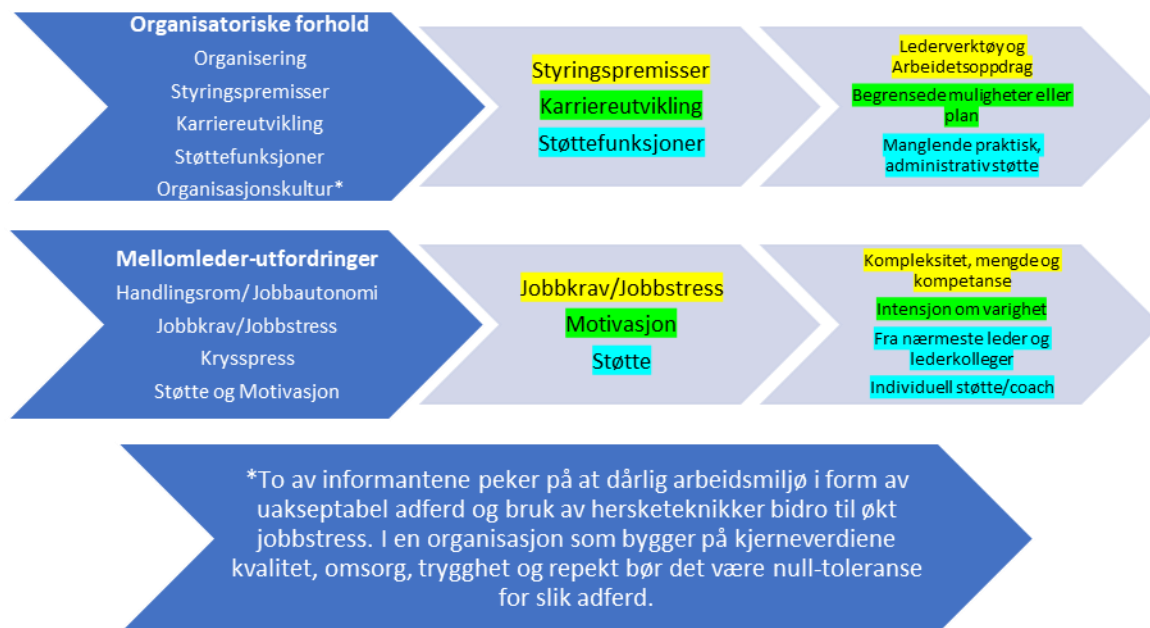 Organisatoriske forhold
Organisering
Styringspremisser
Karriereutvikling
Støttefunksjoner
Organisasjonskultur*
Styringspremisser
Karriereutvikling
Støttefunksjoner
Lederverktøy og
Arbeidetsoppdrag
Begrensede muligheter eller
plan
Manglende praktisk,
administrativ støtte
Mellomleder-utfordringer
Handlingsrom/ Jobbautonomi
Jobbkrav/Jobbstress
Krysspress
Støtte og Motivasjon
Jobbkrav/Jobbstress
Motivasjon
Støtte
Kompleksitet, mengde og
kompetanse
Intensjon om varighet
Fra nærmeste leder og
lederkolleger
Individuell støtte/coach
*To av informantene peker på at dårlig arbeidsmiljø i form av
uakseptabel adferd og bruk av hersketeknikker bidro til økt
jobbstress. I en organisasjon som bygger på kjerneverdiene
kvalitet, omsorg, trygghet og repekt bør det være null-toleranse
for slik adferd.